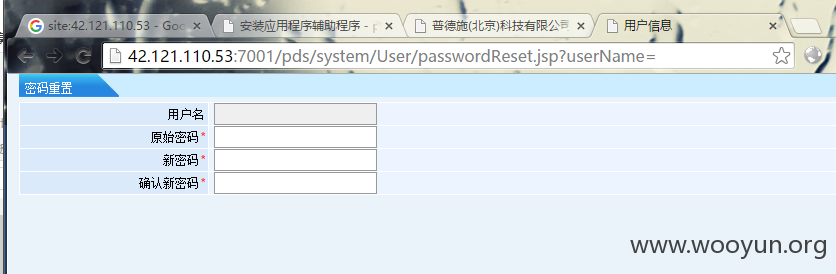 site:42.121.110.53 - Goo
安装应用程序辅助程序 - p
普德施(北京)科技有限公司
用户信息
42.121.110.53:7001/pds/system/User/passwordReset.jsp?userName=
密码重置
用户名
原始密码*
新密码*
确认新密码*
www.wooyun.org